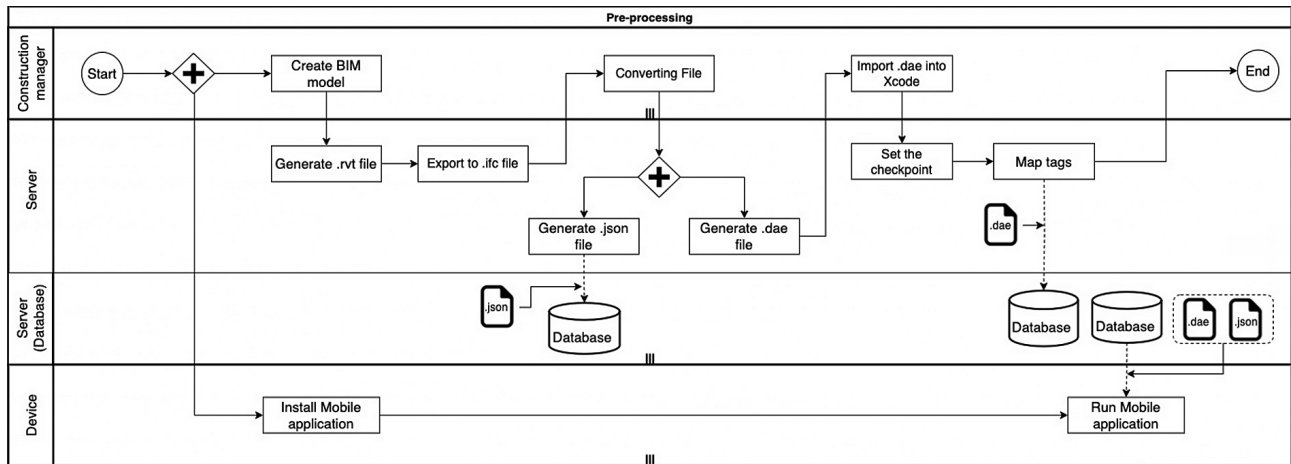 Pre-processing
Construction
manager
Start
Create BIM
model
Converting File
Import .dae into
Xcode
End
Server
Generate .rvt file
Export to .ifc file
Set the
checkpoint
Map tags
Generate .json
file
Generate .dae
file
.dae
Server
(Database)
.json
Database
Database
Database
.dae
.json
Device
Install Mobile
application
Run Mobile
application